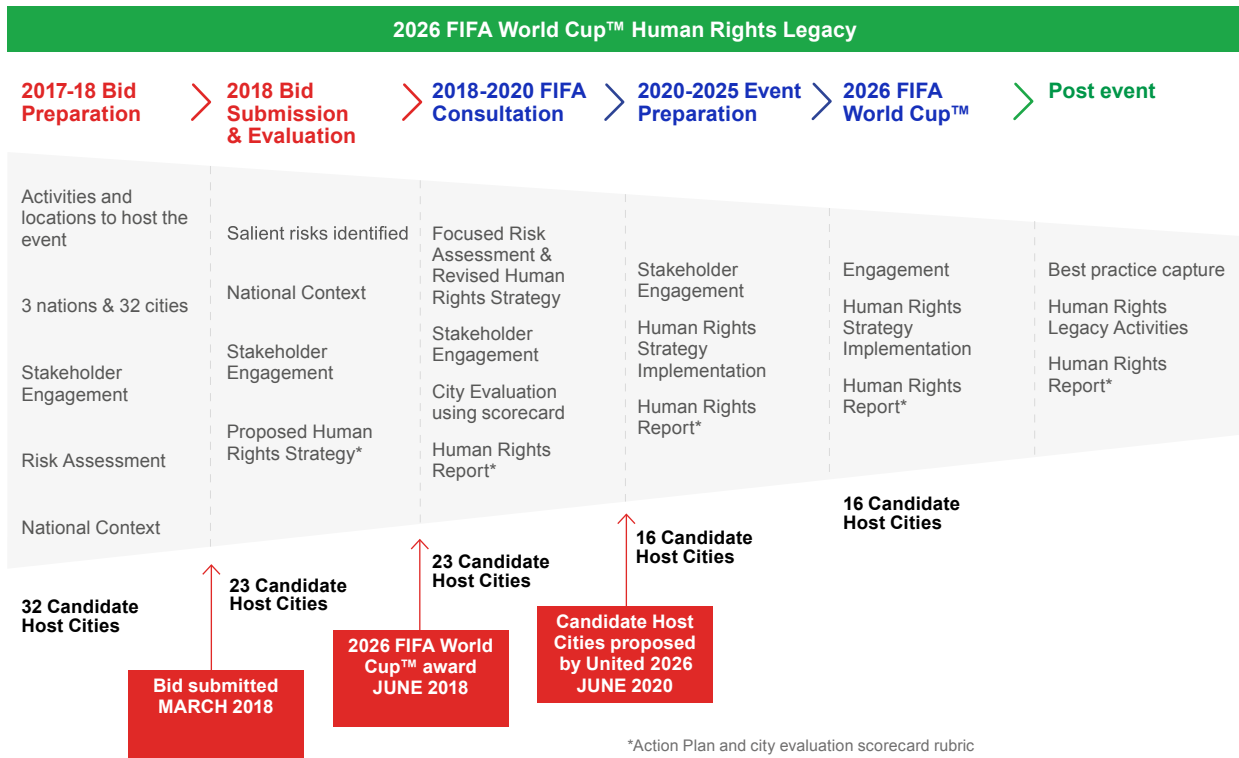 2026 FIFA World Cup™ Human Rights Legacy
2017-18 Bid
Preparation
2018 Bid
Submission
& Evaluation
2018-2020 FIFA
Consultation
2020-2025 Event
Preparation
2026 FIFA
World Cup™
Post event
Activities and
locations to host the
event
3 nations & 32 cities
Stakeholder
Engagement
Risk Assessment
National Context
32 Candidate
Host Cities
Salient risks identified
National Context
Stakeholder
Engagement
Proposed Human
Rights Strategy*
23 Candidate
Host Cities
Focused Risk
Assessment &
Revised Human
Rights Strategy
Stakeholder
Engagement
City Evaluation
using scorecard
Human Rights
Report*
23 Candidate
Host Cities
Stakeholder
Engagement
Human Rights
Strategy
Implementation
Human Rights
Report*
16 Candidate
Host Cities
Engagement
Human Rights
Strategy
Implementation
Human Rights
Report*
16 Candidate
Host Cities
Best practice capture
Human Rights
Legacy Activities
Human Rights
Report*
Bid submitted
MARCH 2018
2026 FIFA World
Cup™ award
JUNE 2018
Candidate Host
Cities proposed
by United 2026
JUNE 2020
*Action Plan and city evaluation scorecard rubric